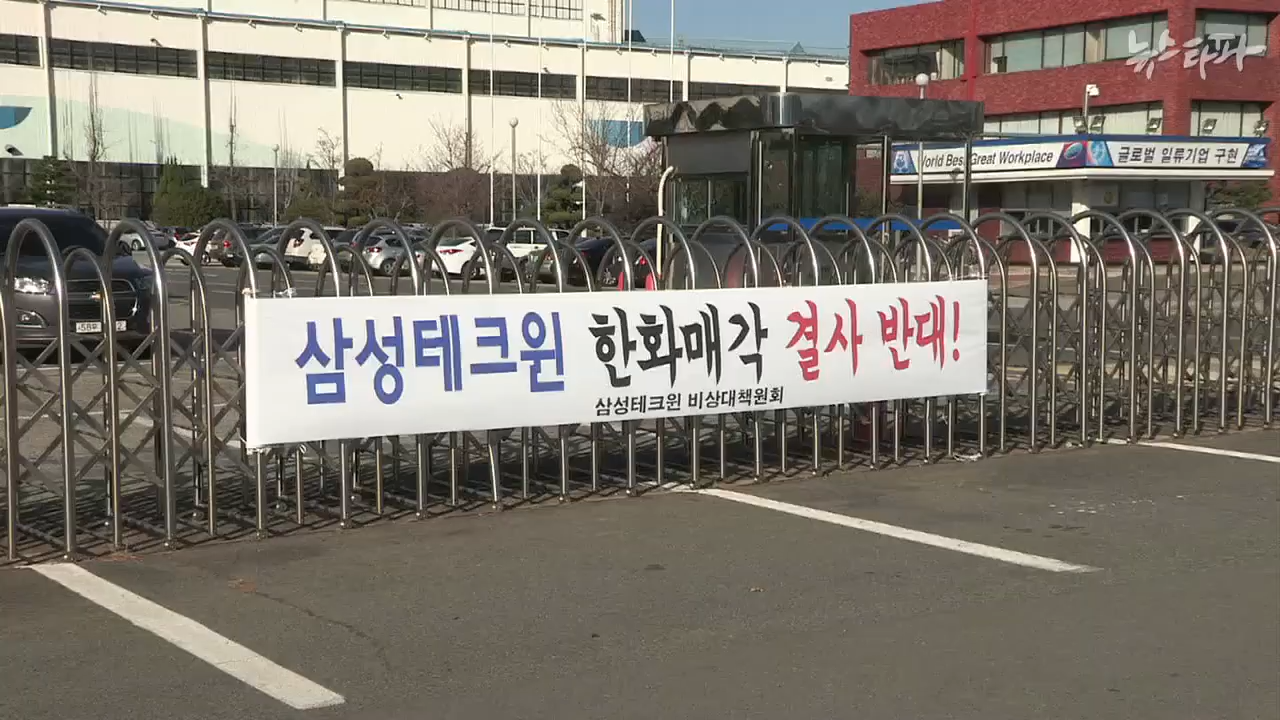 뉴스타파
World Best Great Workplace
글로벌 일류기업 구현
삼성테크윈 한화매각 결사 반대!
삼성테크윈 비상대책원회